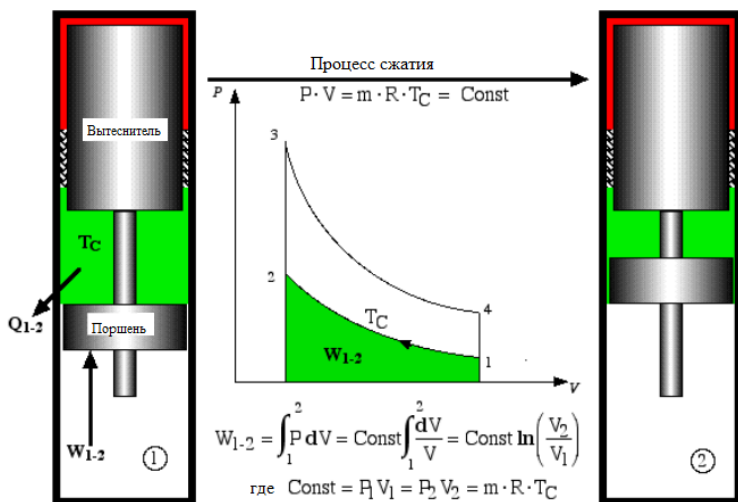 Процесс сжатия
P · V = m · R · T_C = Const
Вытеснитель
T_C
Q₁₋₂
Поршень
W₁₋₂
1
P
3
2
4
T_C
W₁₋₂
1
V
W₁₋₂ = ∫₁² P dV = Const ∫₁² dV/V = Const ln(V₂/V₁)
где Const = P₁V₁ = P₂V₂ = m · R · T_C
2